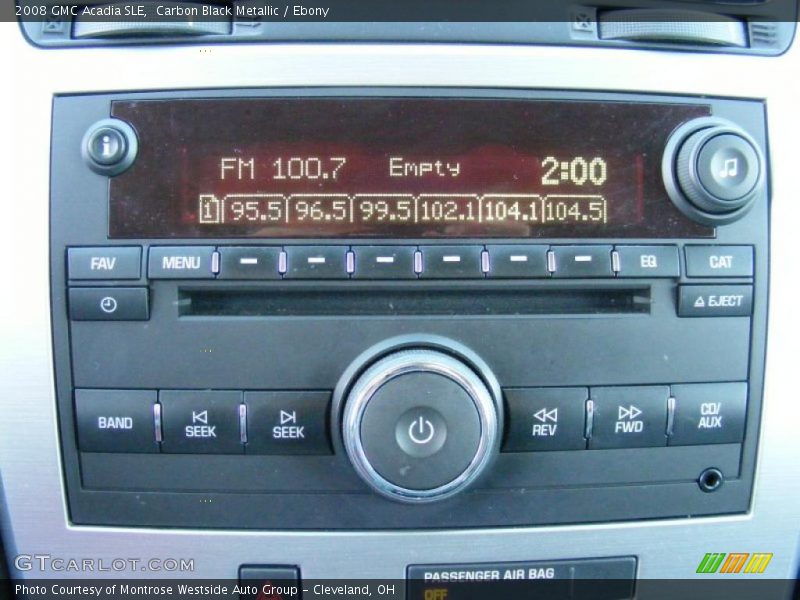 2008 GMC Acadia SLE,  Carbon Black Metallic / Ebony
i
FM 100.7 Empty 2:00
1 95.5 96.5 99.5 102.1 104.1 104.5
FAV MENU EQ CAT
EJECT
BAND SEEK SEEK REV FWD CD/
AUX
GTCarlot.com
PASSENGER AIR BAG
OFF
Photo Courtesy of Montrose Westside Auto Group - Cleveland, OH